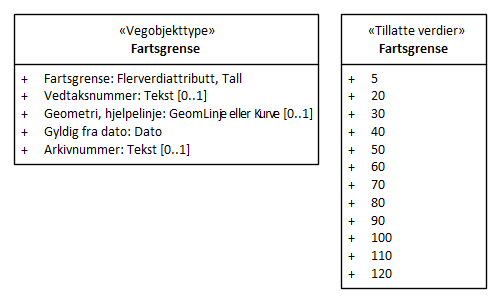 «Vegobjekttype»
Fartsgrense
+ Fartsgrense: Flerverdiattributt, Tall
+ Vedtaksnummer: Tekst [0..1]
+ Geometri, hjelpelinje: GeomLinje eller Kurve [0..1]
+ Gyldig fra dato: Dato
+ Arkivnummer: Tekst [0..1]
«Tillatte verdier»
Fartsgrense
+ 5
+ 20
+ 30
+ 40
+ 50
+ 60
+ 70
+ 80
+ 90
+ 100
+ 110
+ 120